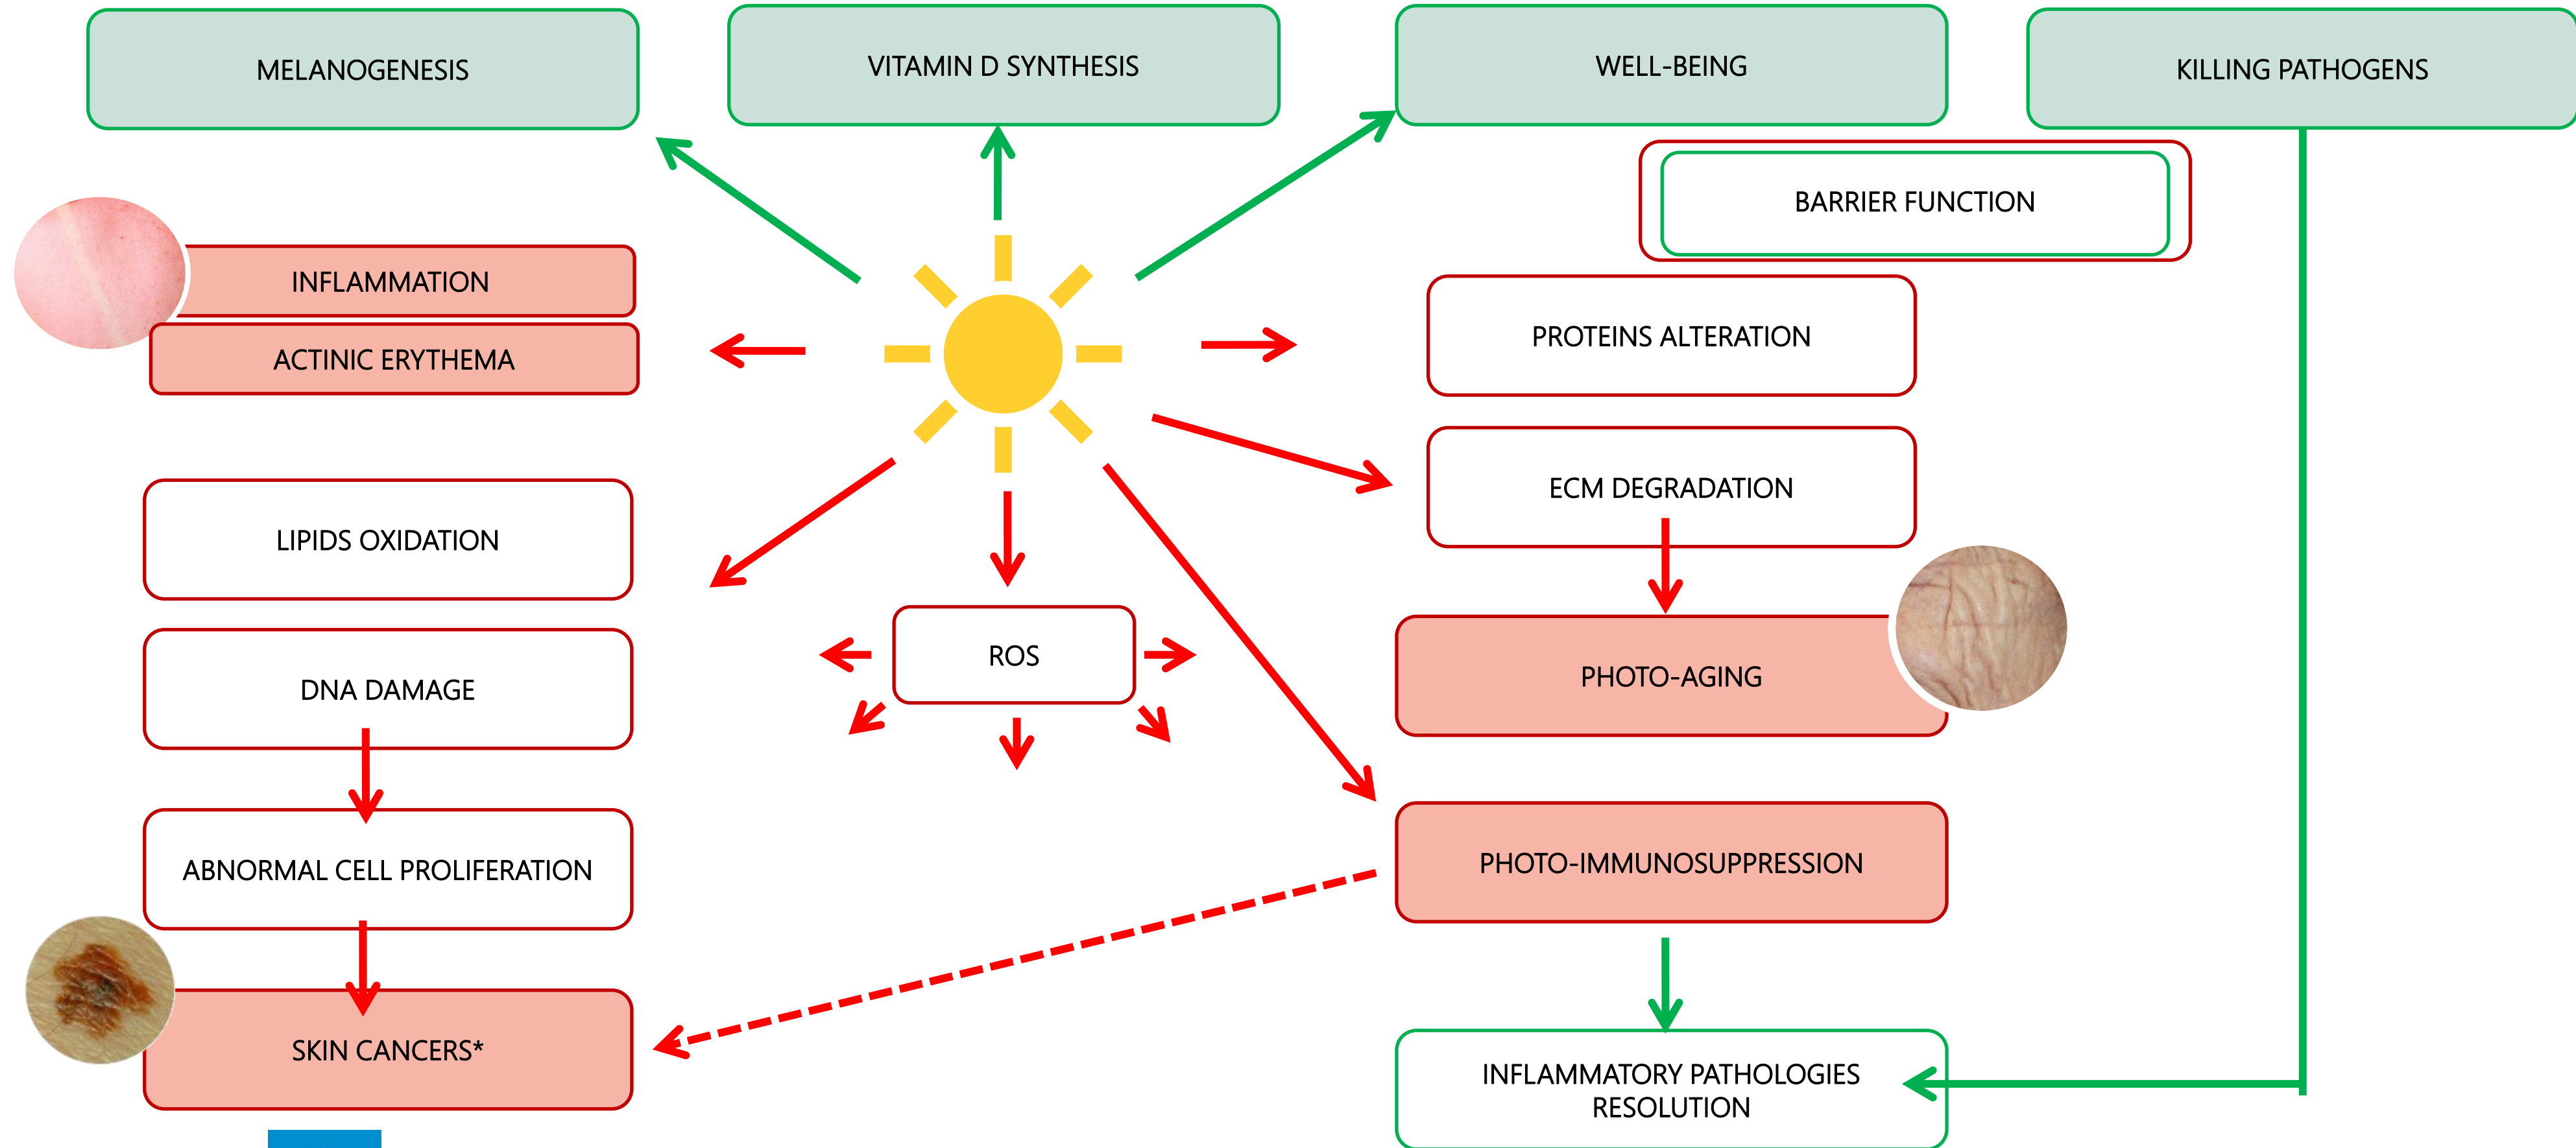 MELANOGENESIS
VITAMIN D SYNTHESIS
WELL-BEING
KILLING PATHOGENS
BARRIER FUNCTION
INFLAMMATION
ACTINIC ERYTHEMA
PROTEINS ALTERATION
ECM DEGRADATION
LIPIDS OXIDATION
ROS
DNA DAMAGE
PHOTO-AGING
ABNORMAL CELL PROLIFERATION
PHOTO-IMMUNOSUPPRESSION
SKIN CANCERS*
INFLAMMATORY PATHOLOGIES
RESOLUTION